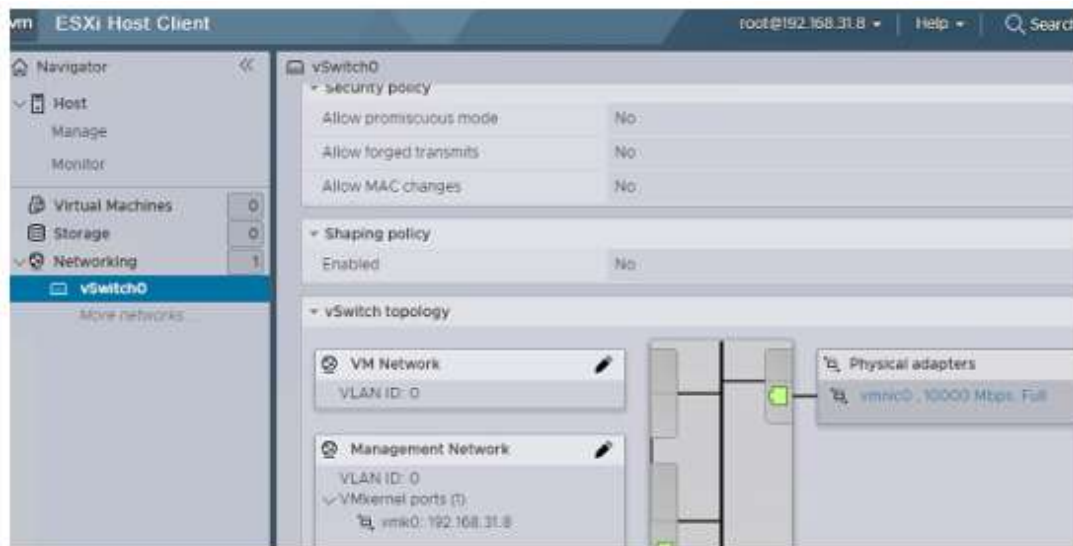 vm ESXi Host Client
root@192.168.31.8 Help Search
Navigator
Host
Manage
Monitor
Virtual Machines 0
Storage 0
Networking 1
vSwitch0
More networks...
vSwitch0
Security policy
Allow promiscuous mode No
Allow forged transmits No
Allow MAC changes No
Shaping policy
Enabled No
vSwitch topology
VM Network
VLAN ID: 0
Management Network
VLAN ID: 0
VMkernel ports (1)
vmk0: 192.168.31.8
Physical adapters
vmnic0 , 10000 Mbps, Full